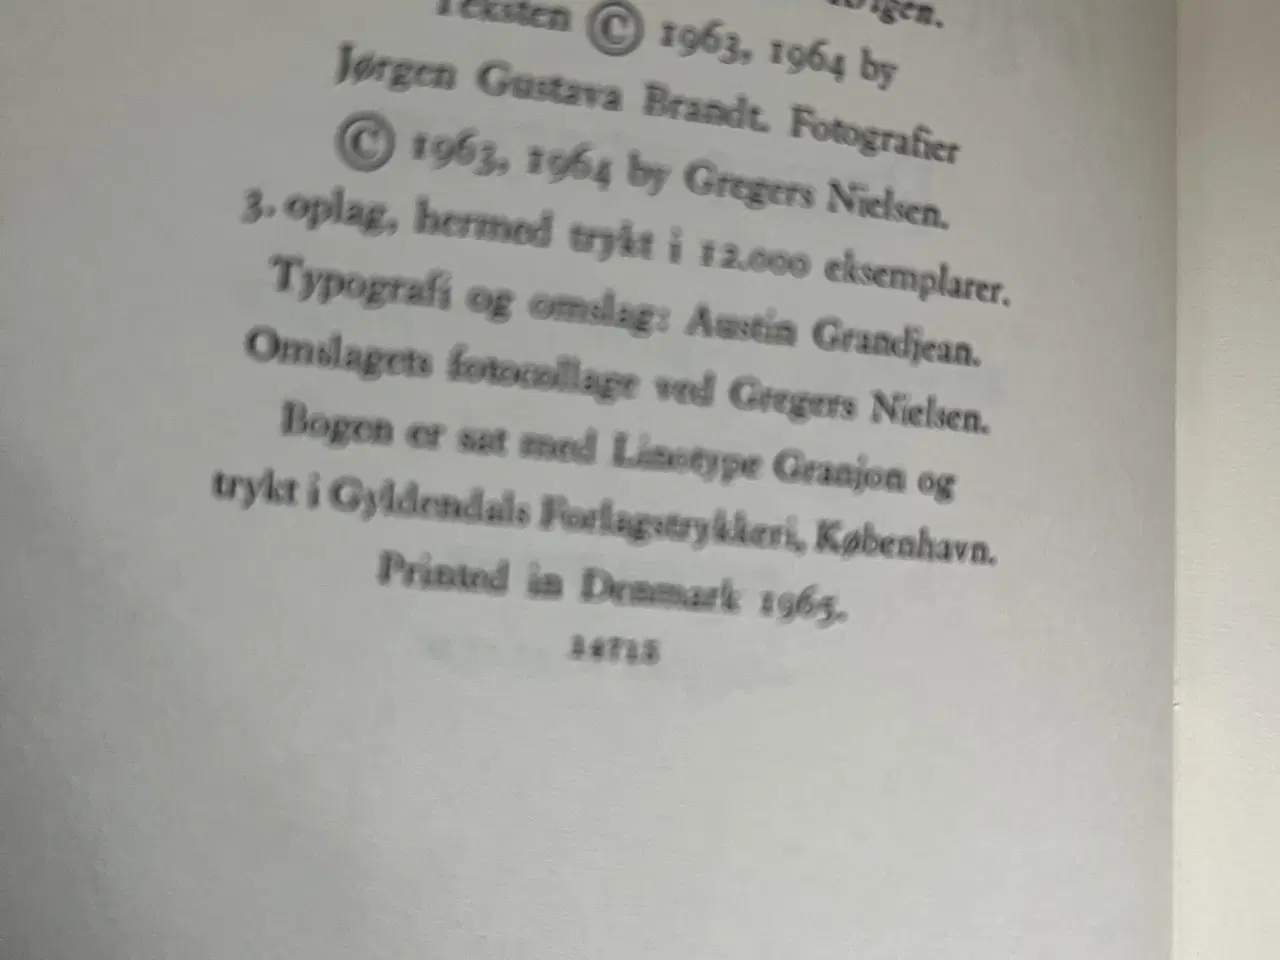 Teksten © 1963, 1964 by
Jørgen Gustava Brandt. Fotografier
© 1963, 1964 by Gregers Nielsen.
3. oplag, hermed trykt i 12.000 eksemplarer.
Typografi og omslag: Austin Grandjean.
Omslagets fotocollage ved Gregers Nielsen.
Bogen er sat med Linotype Granjon og
trykt i Gyldendals Forlagstrykkeri, København.
Printed in Denmark 1965.